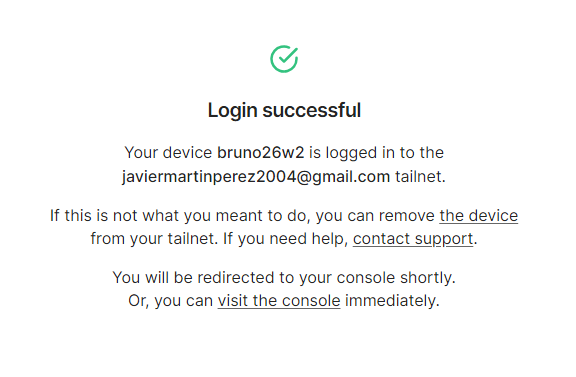 Login successful
Your device bruno26w2 is logged in to the
javiermartinperez2004@gmail.com tailnet.
If this is not what you meant to do, you can remove the device
from your tailnet. If you need help, contact support.
You will be redirected to your console shortly.
Or, you can visit the console immediately.